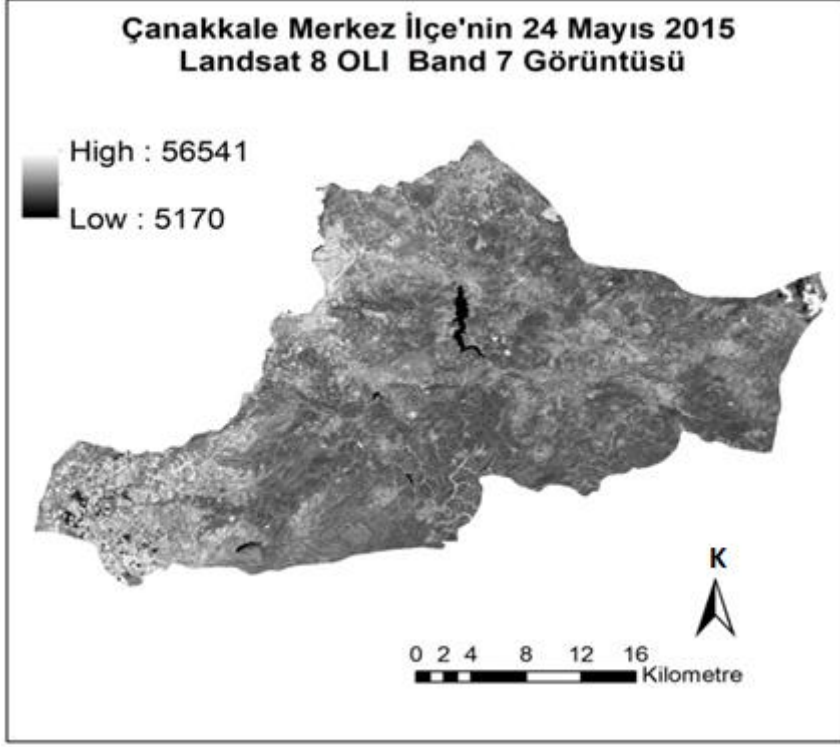 Çanakkale Merkez İlçe'nin 24 Mayıs 2015
Landsat 8 OLI Band 7 Görüntüsü
High : 56541
Low : 5170
K
0 2 4 8 12 16
Kilometre